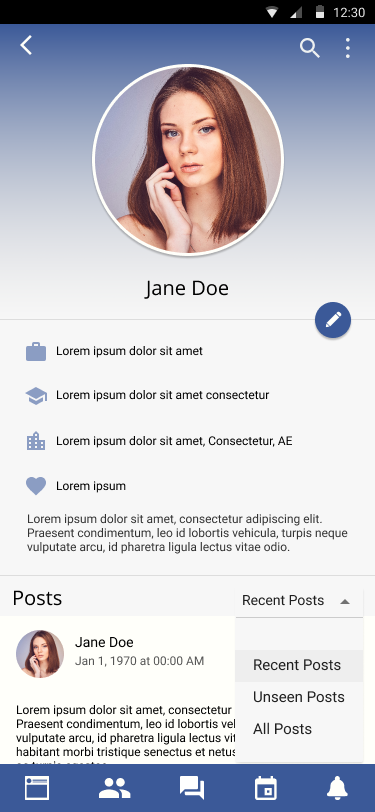 12:30
Jane Doe
Lorem ipsum dolor sit amet
Lorem ipsum dolor sit amet consectetur
Lorem ipsum dolor sit amet, Consectetur, AE
Lorem ipsum
Lorem ipsum dolor sit amet, consectetur adipiscing elit.
Praesent condimentum, leo id lobortis vehicula, turpis neque
vulputate arcu, id pharetra ligula lectus vitae odio.
Posts
Recent Posts
Jane Doe
Jan 1, 1970 at 00:00 AM
Recent Posts
Unseen Posts
All Posts
Lorem ipsum dolor sit amet, consectetur
Praesent condimentum, leo id lobortis vel
vulputate arcu, id pharetra ligula lectus vit
habitant morbi tristique senectus et netus